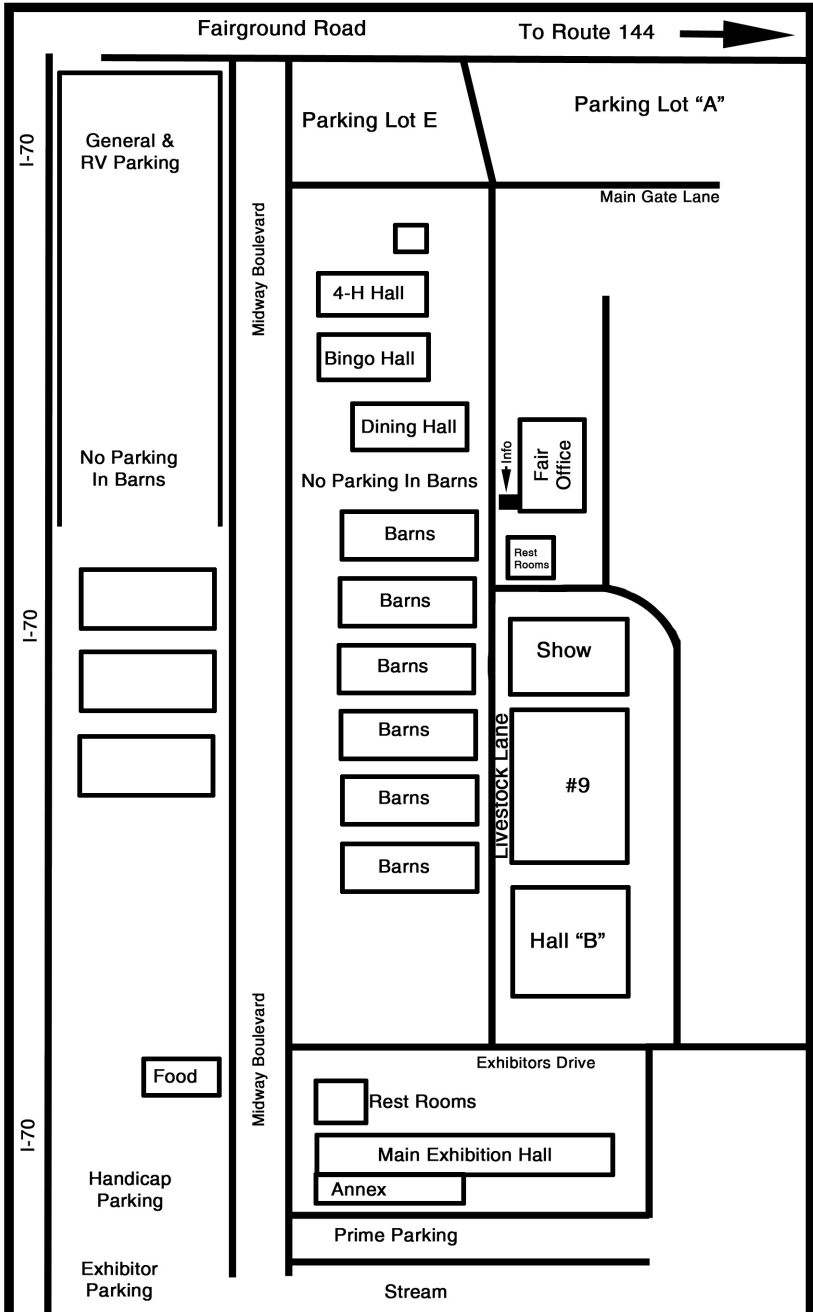 Fairground Road
To Route 144
Parking Lot E
Parking Lot “A”
General &
RV Parking
I-70
Main Gate Lane
Midway Boulevard
4-H Hall
Bingo Hall
Dining Hall
Info
Fair
Office
No Parking
In Barns
No Parking In Barns
Barns
Rest
Rooms
Barns
I-70
Show
Barns
Barns
Livestock Lane
#9
Barns
Barns
Hall “B”
Midway Boulevard
Exhibitors Drive
Food
Rest Rooms
I-70
Main Exhibition Hall
Handicap
Parking
Annex
Prime Parking
Exhibitor
Parking
Stream